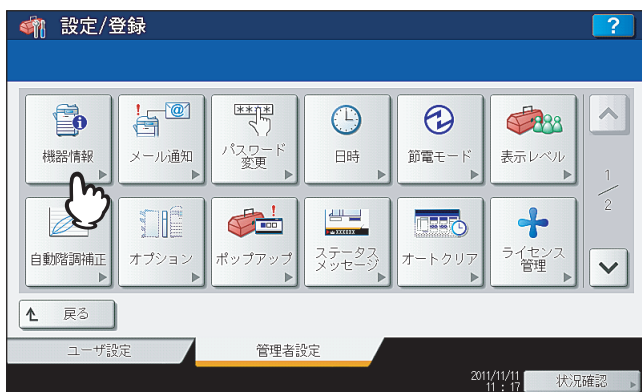 設定/登録
?
機器情報
メール通知
パスワード
変更
日時
節電モード
表示レベル
1
2
自動階調補正
オプション
ポップアップ
ステータス
メッセージ
オートクリア
ライセンス
管理
戻る
ユーザ設定
管理者設定
2011/11/11
11 : 17
状況確認